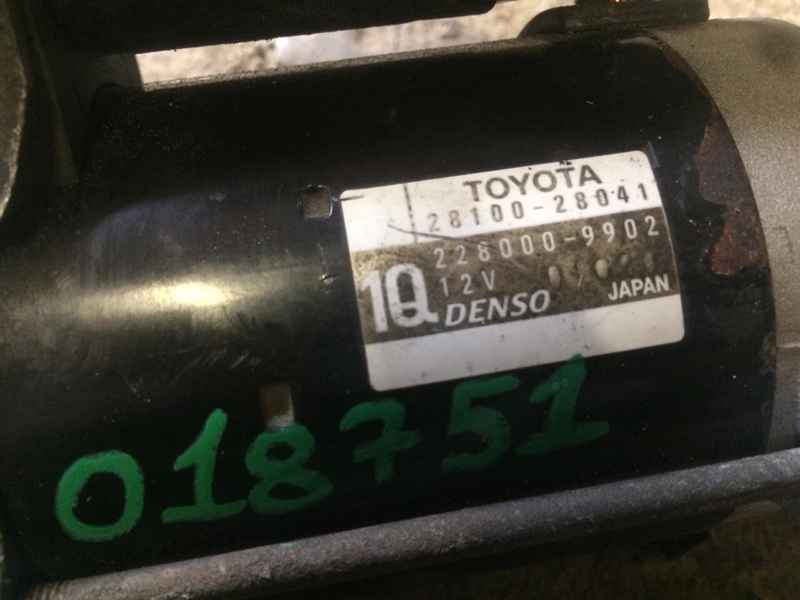 TOYOTA
28100-28041
228000-9902
12V
1Q
DENSO JAPAN
018751